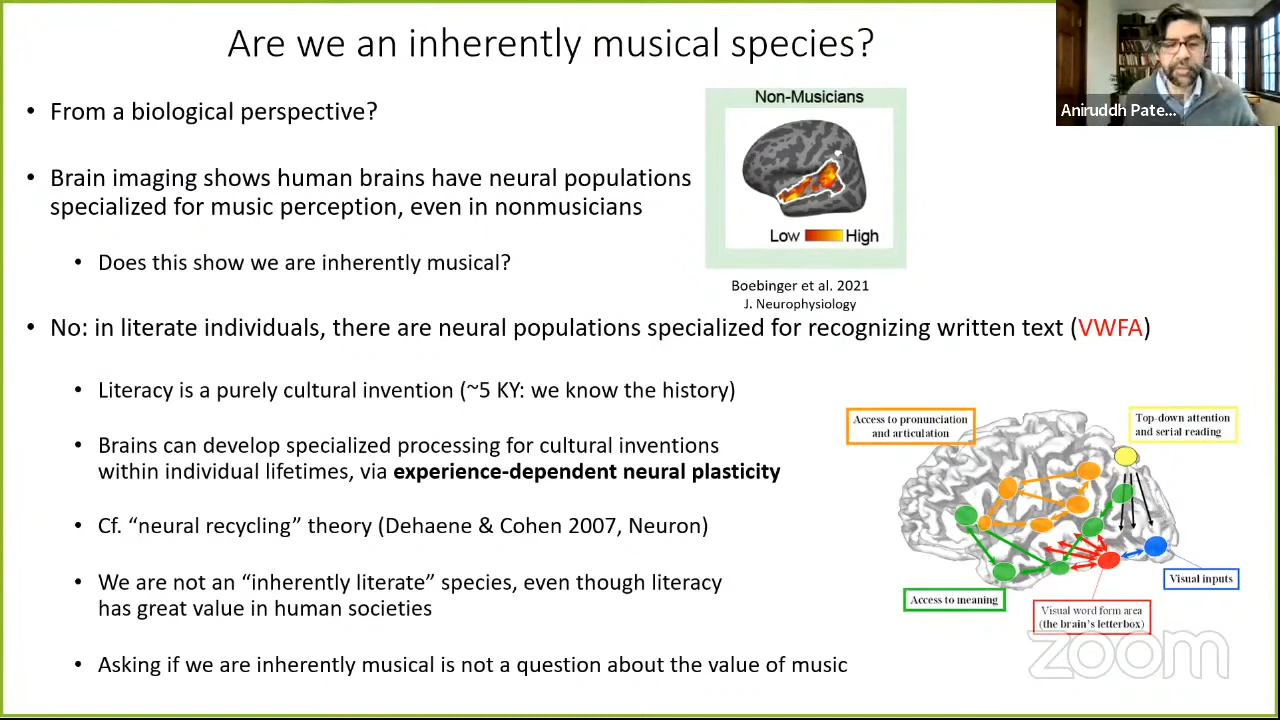 Are we an inherently musical species?
Aniruddh Pate...
• From a biological perspective?
• Brain imaging shows human brains have neural populations
specialized for music perception, even in nonmusicians
• Does this show we are inherently musical?
Non-Musicians
Low High
Boebinger et al. 2021
J. Neurophysiology
• No: in literate individuals, there are neural populations specialized for recognizing written text (VWFA)
• Literacy is a purely cultural invention (~5 KY: we know the history)
• Brains can develop specialized processing for cultural inventions
within individual lifetimes, via experience-dependent neural plasticity
• Cf. “neural recycling” theory (Dehaene & Cohen 2007, Neuron)
• We are not an “inherently literate” species, even though literacy
has great value in human societies
• Asking if we are inherently musical is not a question about the value of music
Access to pronunciation
and articulation
Top-down attention
and serial reading
Visual inputs
Access to meaning
Visual word form area
(the brain's letterbox)
zoom